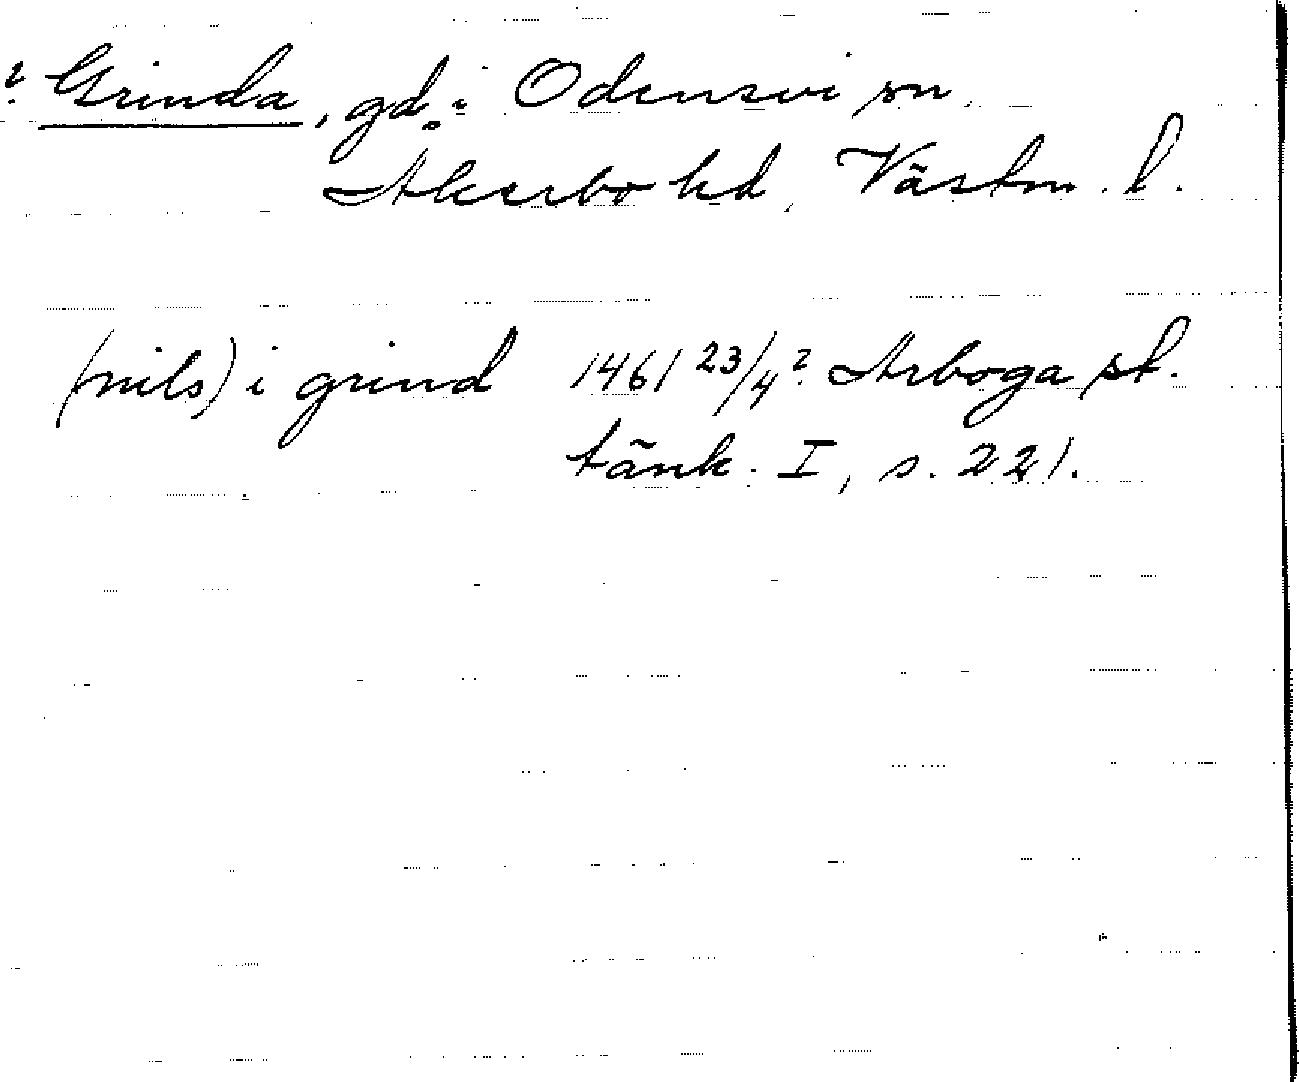 ? Grinda, gd. i Odensvi sn.
Åkerbo hd, Västm. l.
(nils) i grind 1461 23/4? Arboga st.
tänk. I, s. 221.